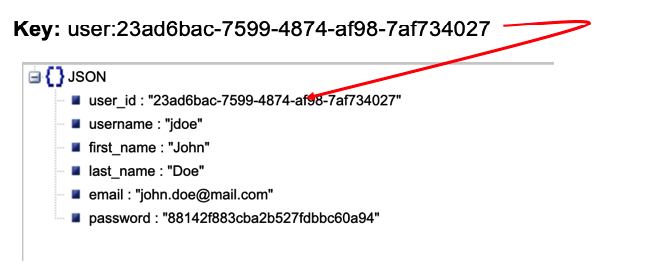 Key: user:23ad6bac-7599-4874-af98-7af734027
JSON
user_id : "23ad6bac-7599-4874-af98-7af734027"
username : "jdoe"
first_name : "John"
last_name : "Doe"
email : "john.doe@mail.com"
password : "88142f883cba2b527fdbbc60a94"